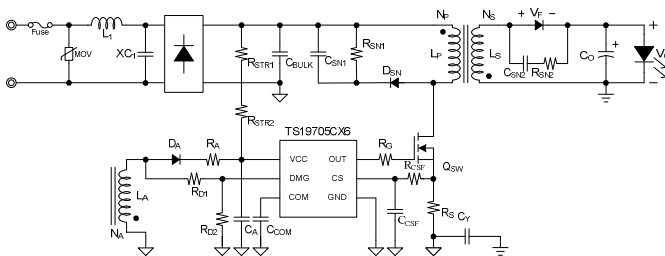 Fuse
L1
MOV
XC1
RSTR1
CBULK
CSN1
RSN1
DSN
NP
LP
NS
LS
+ VF −
CSN2
RSN2
CO
+
+
−
RSTR2
TS19705CX6
DA
RA
VCC
OUT
RG
QSW
LA
NA
RD1
DMG
CS
RCSF
RD2
COM
GND
CA
CCOM
CCSF
RS
CY